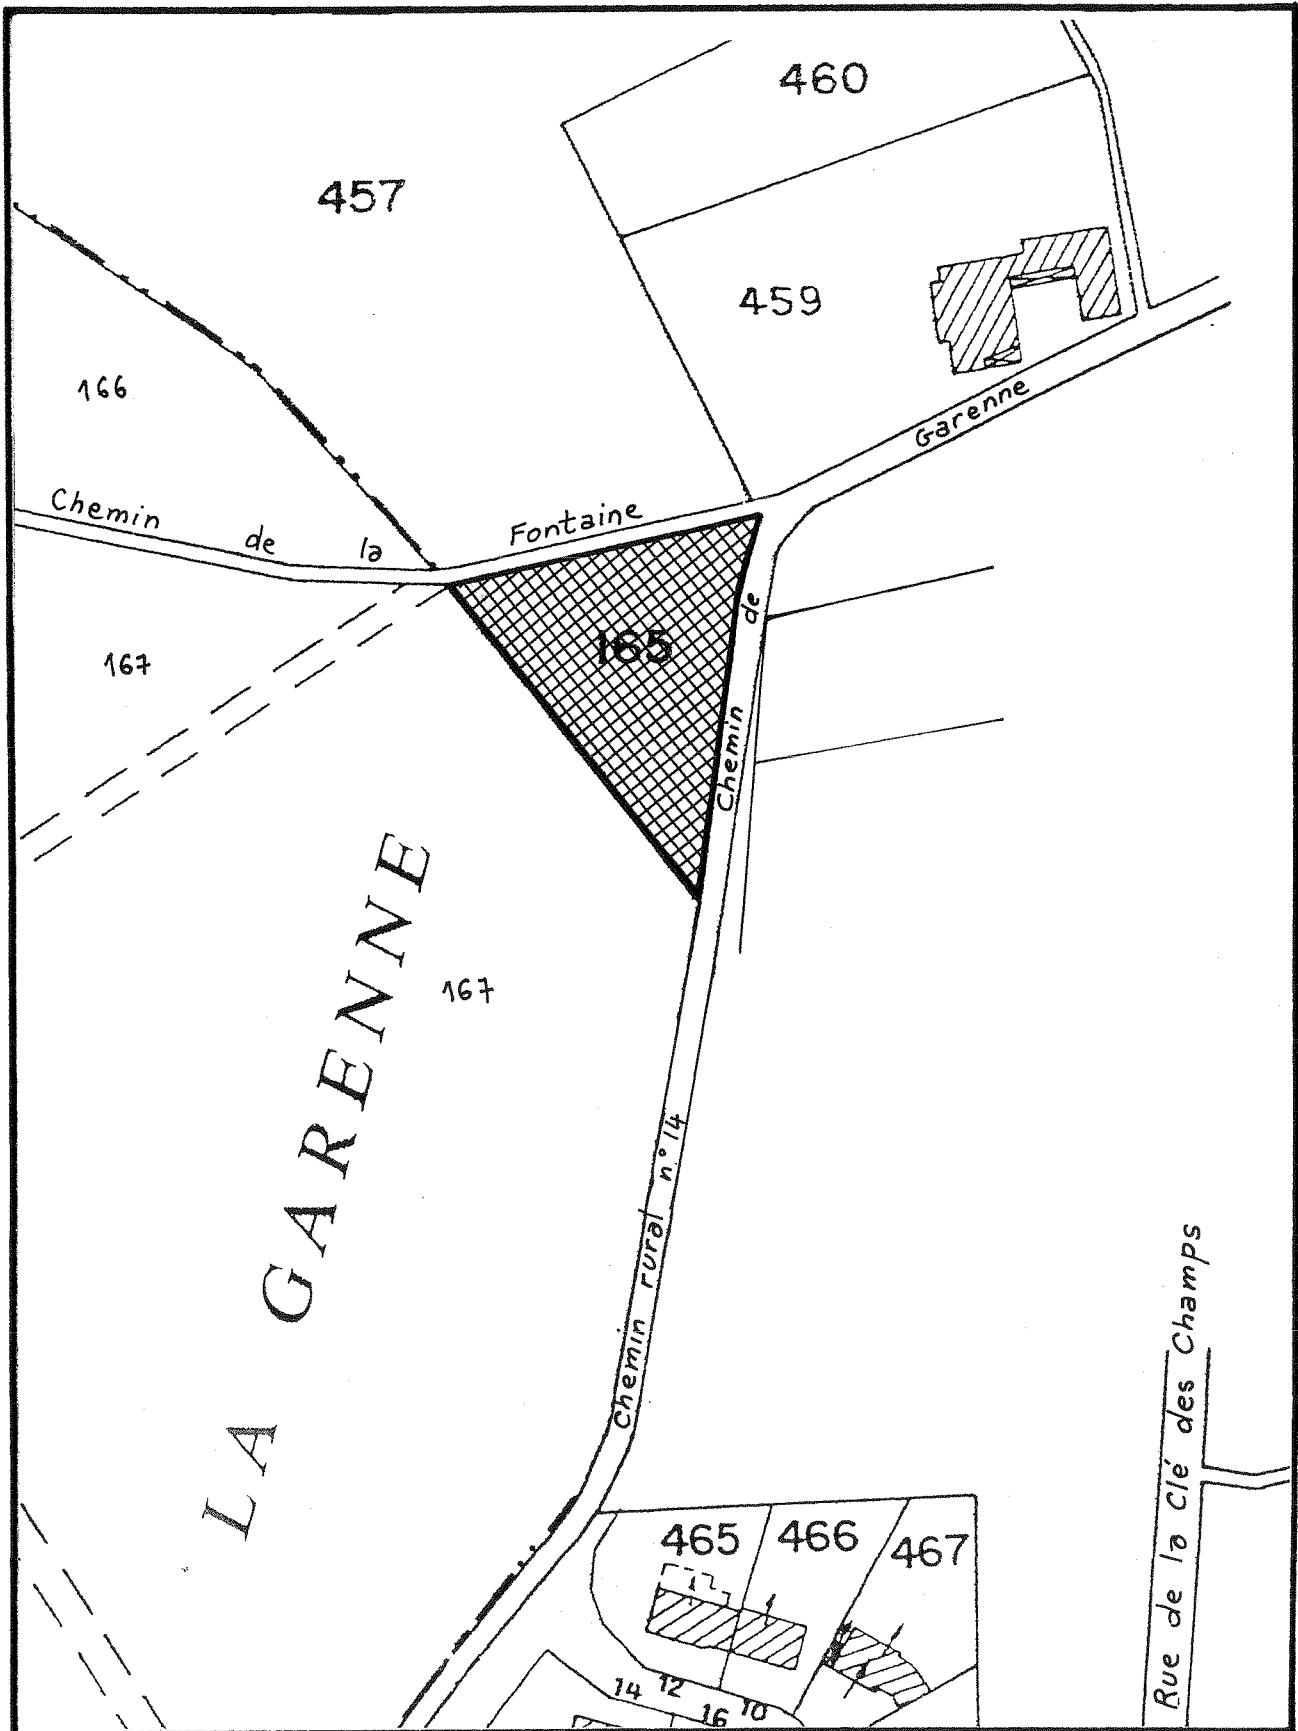 460
457
459
166
Garenne
Chemin de la Fontaine
165
167
Chemin de
LA GARENNE
167
Chemin rural n° 14
Rue de la Clé des Champs
465
466
467
14
12
16
10